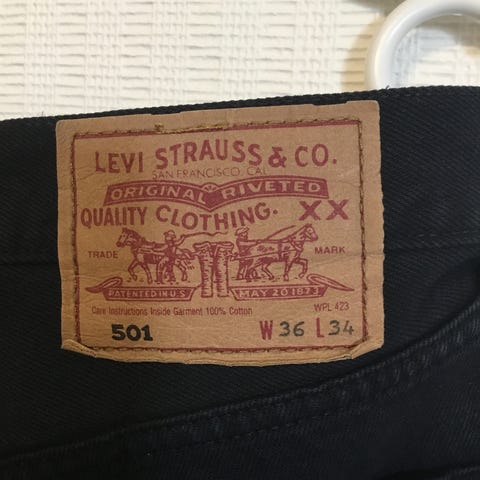 LEVI STRAUSS & CO.
SAN FRANCISCO, CAL
ORIGINAL RIVETED
QUALITY CLOTHING. XX
TRADE MARK
PATENTED IN U.S MAY 20 1873
Care Instructions Inside Garment 100% Cotton WPL 423
501 W 36 L 34